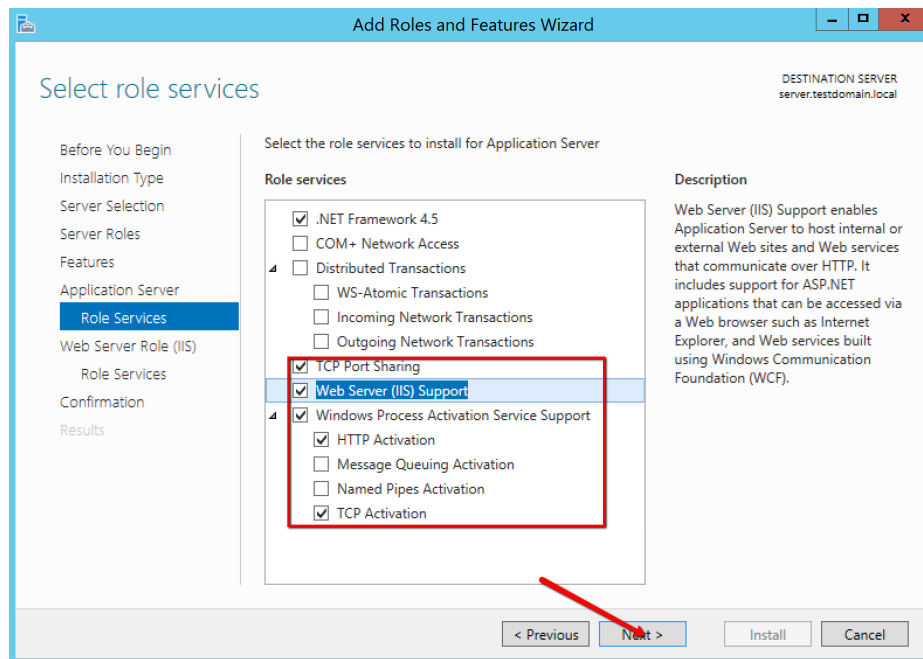 Add Roles and Features Wizard
Select role services
DESTINATION SERVER
server.testdomain.local
Before You Begin
Installation Type
Server Selection
Server Roles
Features
Application Server
Role Services
Web Server Role (IIS)
Role Services
Confirmation
Results
Select the role services to install for Application Server
Role services
.NET Framework 4.5
COM+ Network Access
Distributed Transactions
WS-Atomic Transactions
Incoming Network Transactions
Outgoing Network Transactions
TCP Port Sharing
Web Server (IIS) Support
Windows Process Activation Service Support
HTTP Activation
Message Queuing Activation
Named Pipes Activation
TCP Activation
Description
Web Server (IIS) Support enables
Application Server to host internal or
external Web sites and Web services
that communicate over HTTP. It
includes support for ASP.NET
applications that can be accessed via
a Web browser such as Internet
Explorer, and Web services built
using Windows Communication
Foundation (WCF).
< Previous
Next >
Install
Cancel